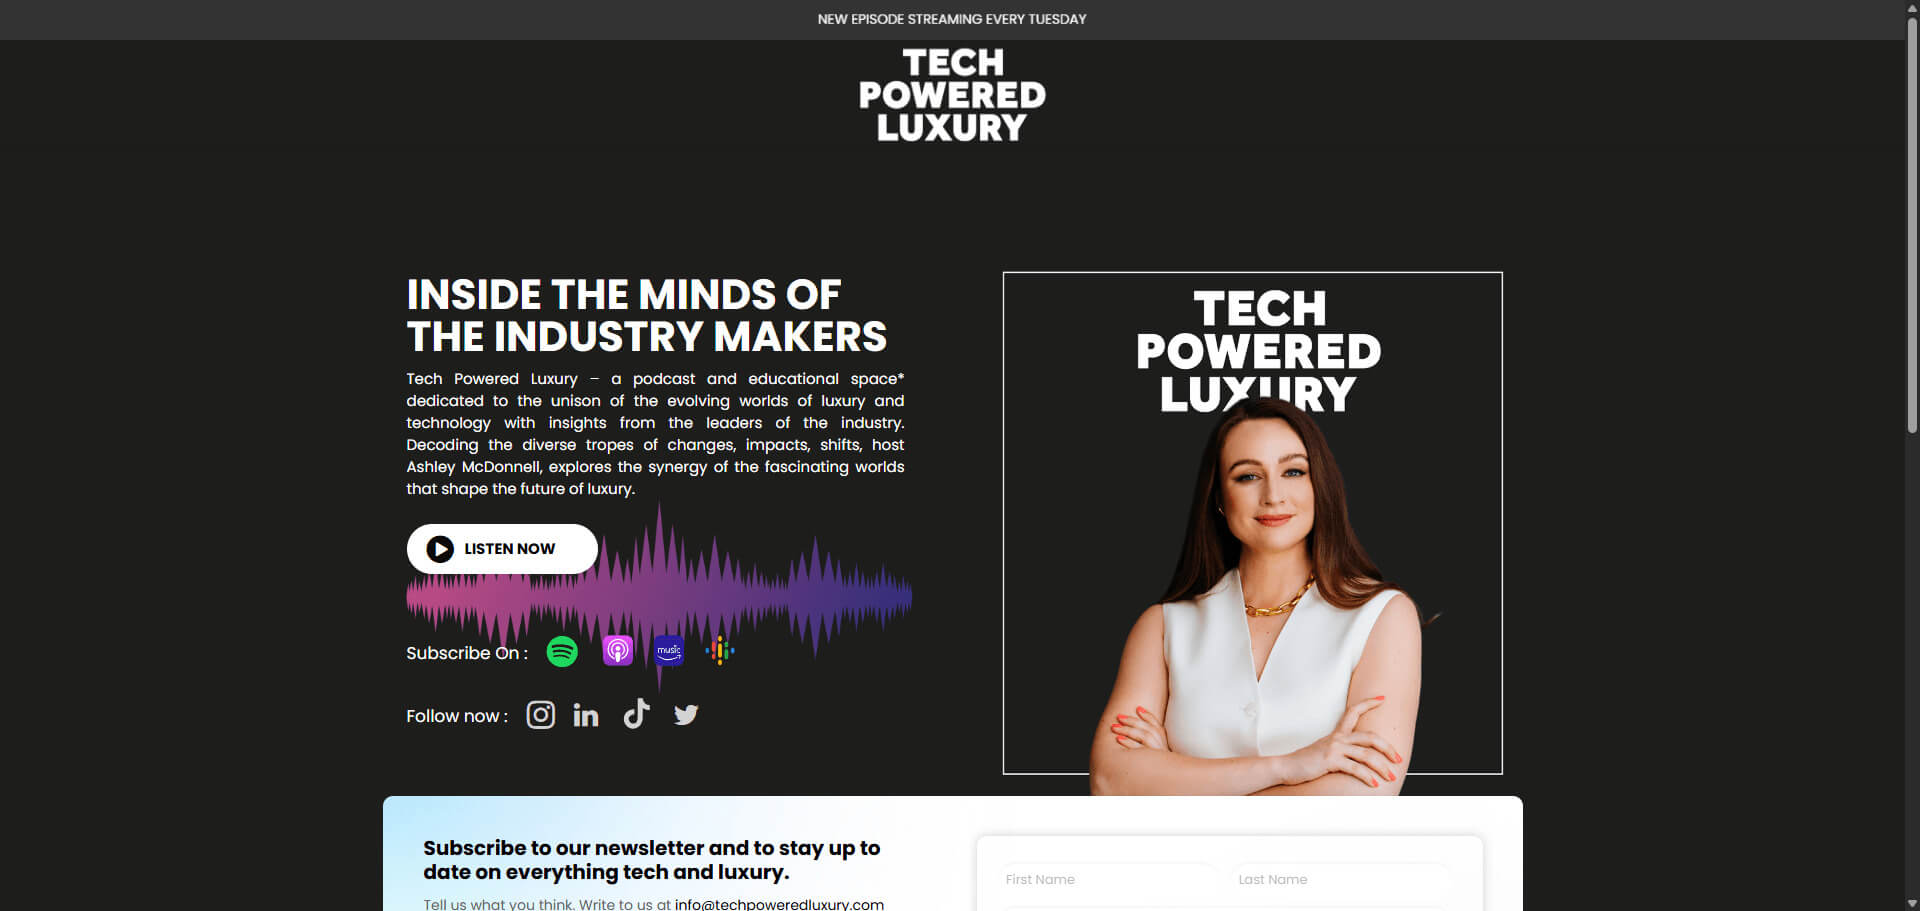 NEW EPISODE STREAMING EVERY TUESDAY
TECH
POWERED
LUXURY
INSIDE THE MINDS OF
THE INDUSTRY MAKERS
Tech Powered Luxury – a podcast and educational space*
dedicated to the unison of the evolving worlds of luxury and
technology with insights from the leaders of the industry.
Decoding the diverse tropes of changes, impacts, shifts, host
Ashley McDonnell, explores the synergy of the fascinating worlds
that shape the future of luxury.
LISTEN NOW
Subscribe On :
music
Follow now :
in
TECH
POWERED
LUXURY
Subscribe to our newsletter and to stay up to
date on everything tech and luxury.
Tell us what you think. Write to us at info@techpoweredluxury.com
First Name
Last Name